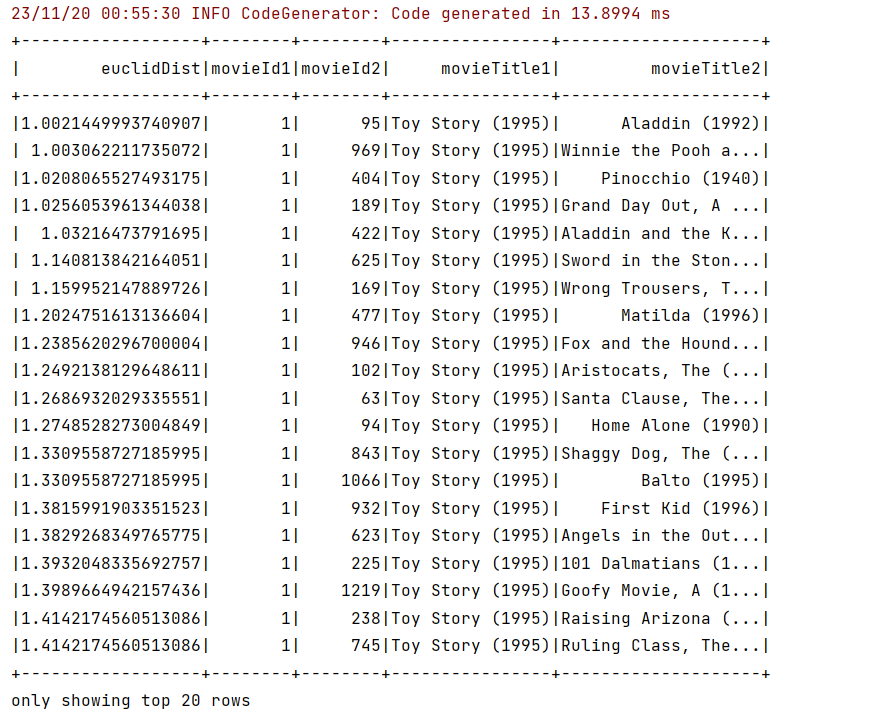 23/11/20 00:55:30 INFO CodeGenerator: Code generated in 13.8994 ms
+------------------+--------+--------+----------------+--------------------+
|        euclidDist|movieId1|movieId2|     movieTitle1|         movieTitle2|
+------------------+--------+--------+----------------+--------------------+
|1.0021449993740907|       1|      95|Toy Story (1995)|      Aladdin (1992)|
| 1.003062211735072|       1|     969|Toy Story (1995)|Winnie the Pooh a...|
|1.0208065527493175|       1|     404|Toy Story (1995)|    Pinocchio (1940)|
|1.0256053961344038|       1|     189|Toy Story (1995)|Grand Day Out, A ...|
|  1.03216473791695|       1|     422|Toy Story (1995)|Aladdin and the K...|
| 1.140813842164051|       1|     625|Toy Story (1995)|Sword in the Ston...|
| 1.159952147889726|       1|     169|Toy Story (1995)|Wrong Trousers, T...|
|1.2024751613136604|       1|     477|Toy Story (1995)|      Matilda (1996)|
|1.2385620296700004|       1|     946|Toy Story (1995)|Fox and the Hound...|
|1.2492138129648611|       1|     102|Toy Story (1995)|Aristocats, The (...|
|1.2686932029335551|       1|      63|Toy Story (1995)|Santa Clause, The...|
|1.2748528273004849|       1|      94|Toy Story (1995)|   Home Alone (1990)|
|1.3309558727185995|       1|     843|Toy Story (1995)|Shaggy Dog, The (...|
|1.3309558727185995|       1|    1066|Toy Story (1995)|        Balto (1995)|
|1.3815991903351523|       1|     932|Toy Story (1995)|    First Kid (1996)|
|1.3829268349765775|       1|     623|Toy Story (1995)|Angels in the Out...|
|1.3932048335692757|       1|     225|Toy Story (1995)|101 Dalmatians (1...|
|1.3989664942157436|       1|    1219|Toy Story (1995)|Goofy Movie, A (1...|
|1.4142174560513086|       1|     238|Toy Story (1995)|Raising Arizona (...|
|1.4142174560513086|       1|     745|Toy Story (1995)|Ruling Class, The...|
+------------------+--------+--------+----------------+--------------------+
only showing top 20 rows